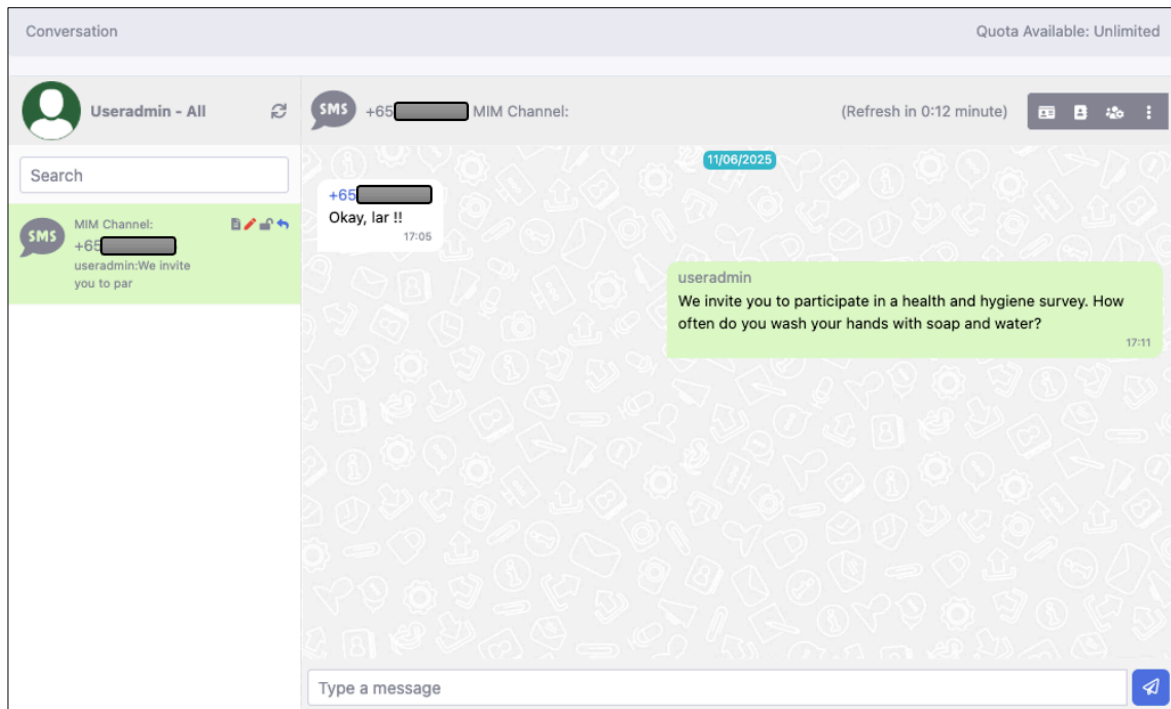 Conversation
Quota Available: Unlimited
Useradmin - All
SMS
+65
MIM Channel:
(Refresh in 0:12 minute)
Search
SMS
MIM Channel:
+65
useradmin:We invite
you to par
11/06/2025
+65
Okay, lar !!
17:05
useradmin
We invite you to participate in a health and hygiene survey. How
often do you wash your hands with soap and water?
17:11
Type a message